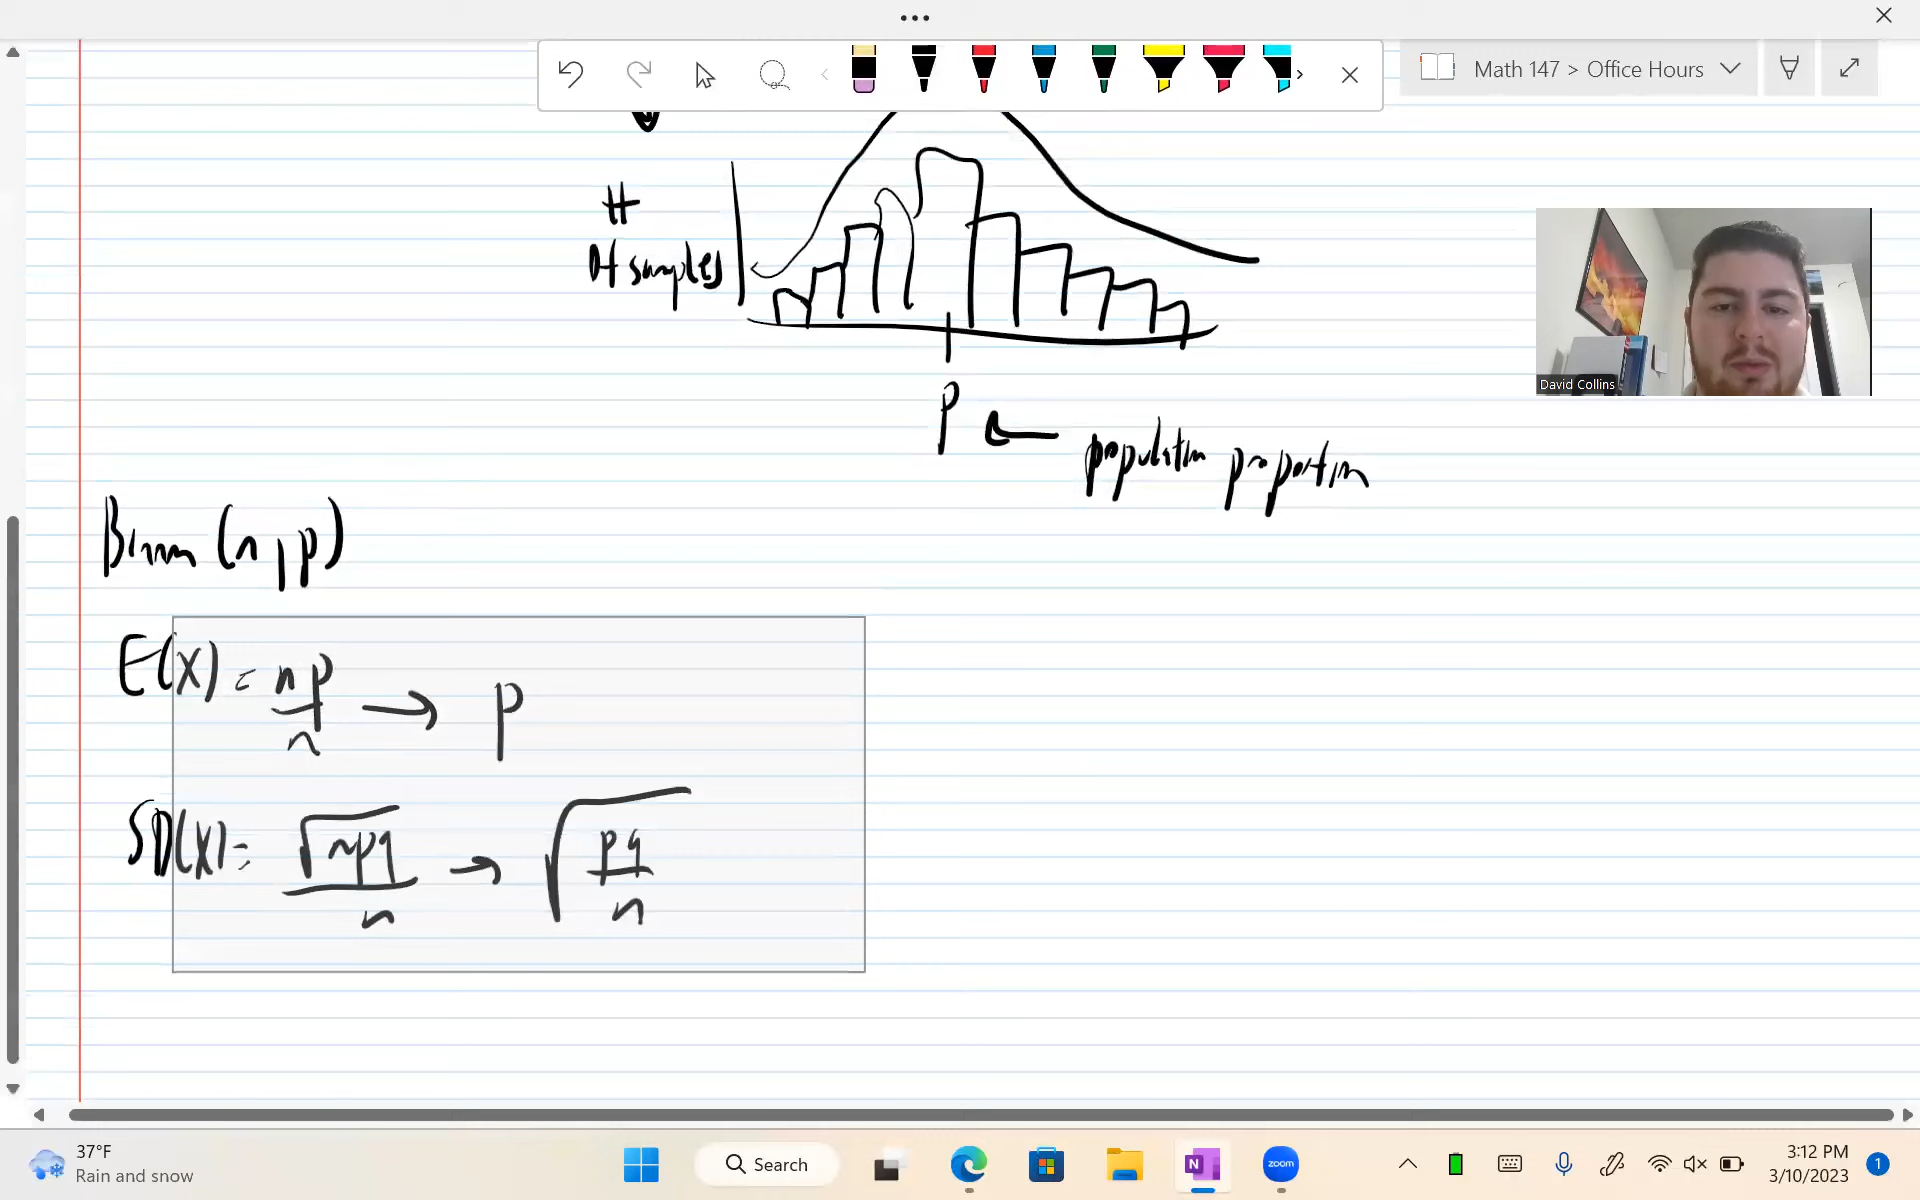 Math 147 > Office Hours
#
of samples
David Collins
p
population proportion
Binom (n, p)
E(X) = np/n → p
SD(X) = √npq/n → √pq/n
37°F
Rain and snow
Search
N
zoom
3:12 PM
3/10/2023
1